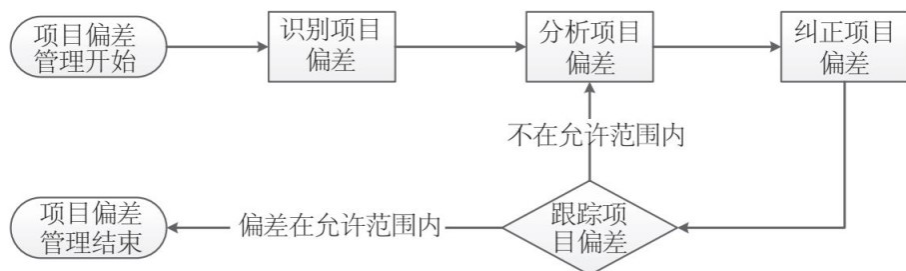 项目偏差
管理开始
识别项目
偏差
分析项目
偏差
纠正项目
偏差
不在允许范围内
跟踪项
目偏差
偏差在允许范围内
项目偏差
管理结束